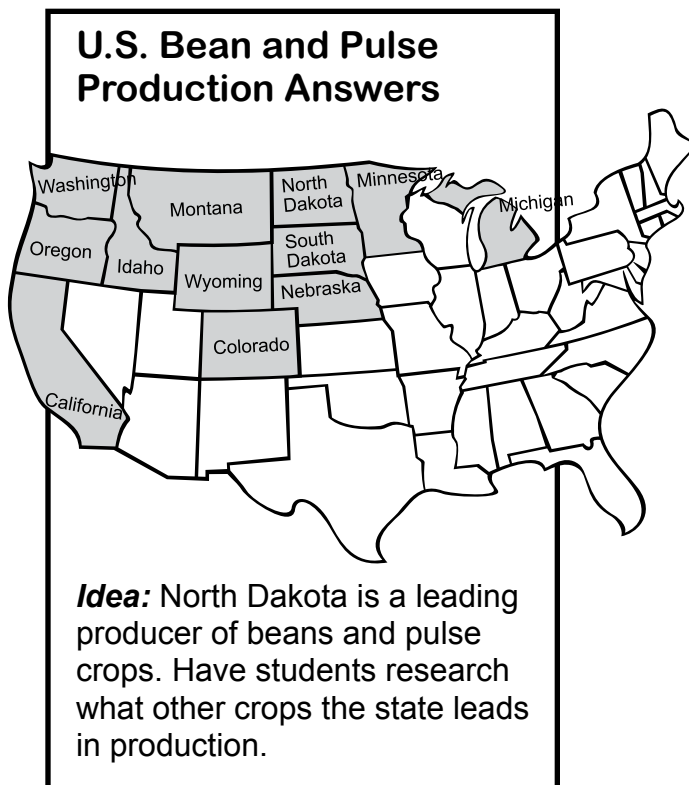 U.S. Bean and Pulse
Production Answers
Washington
Montana
North
Dakota
Minnesota
Michigan
Oregon
Idaho
Wyoming
South
Dakota
Nebraska
Colorado
California
Idea: North Dakota is a leading
producer of beans and pulse
crops. Have students research
what other crops the state leads
in production.